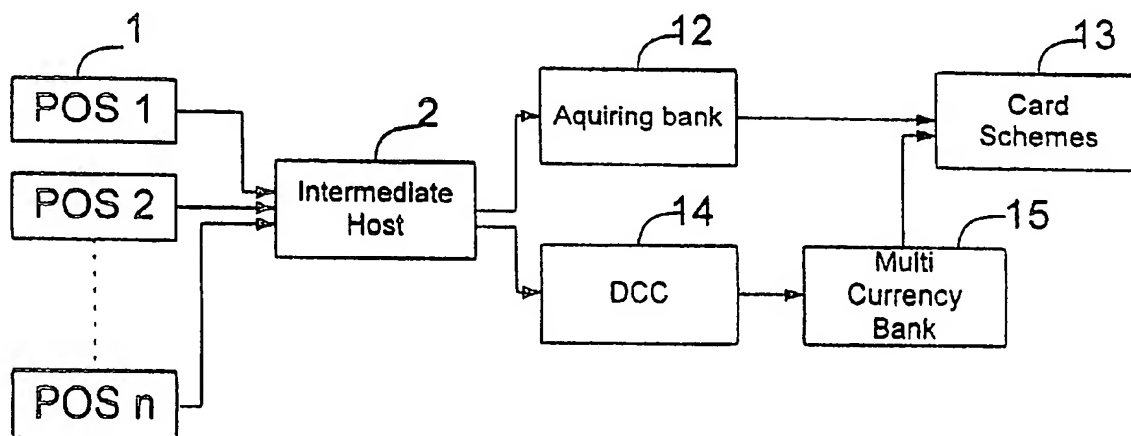 1
POS 1
POS 2
POS n
2
Intermediate
Host
12
Aquiring bank
14
DCC
13
Card
Schemes
15
Multi
Currency
Bank